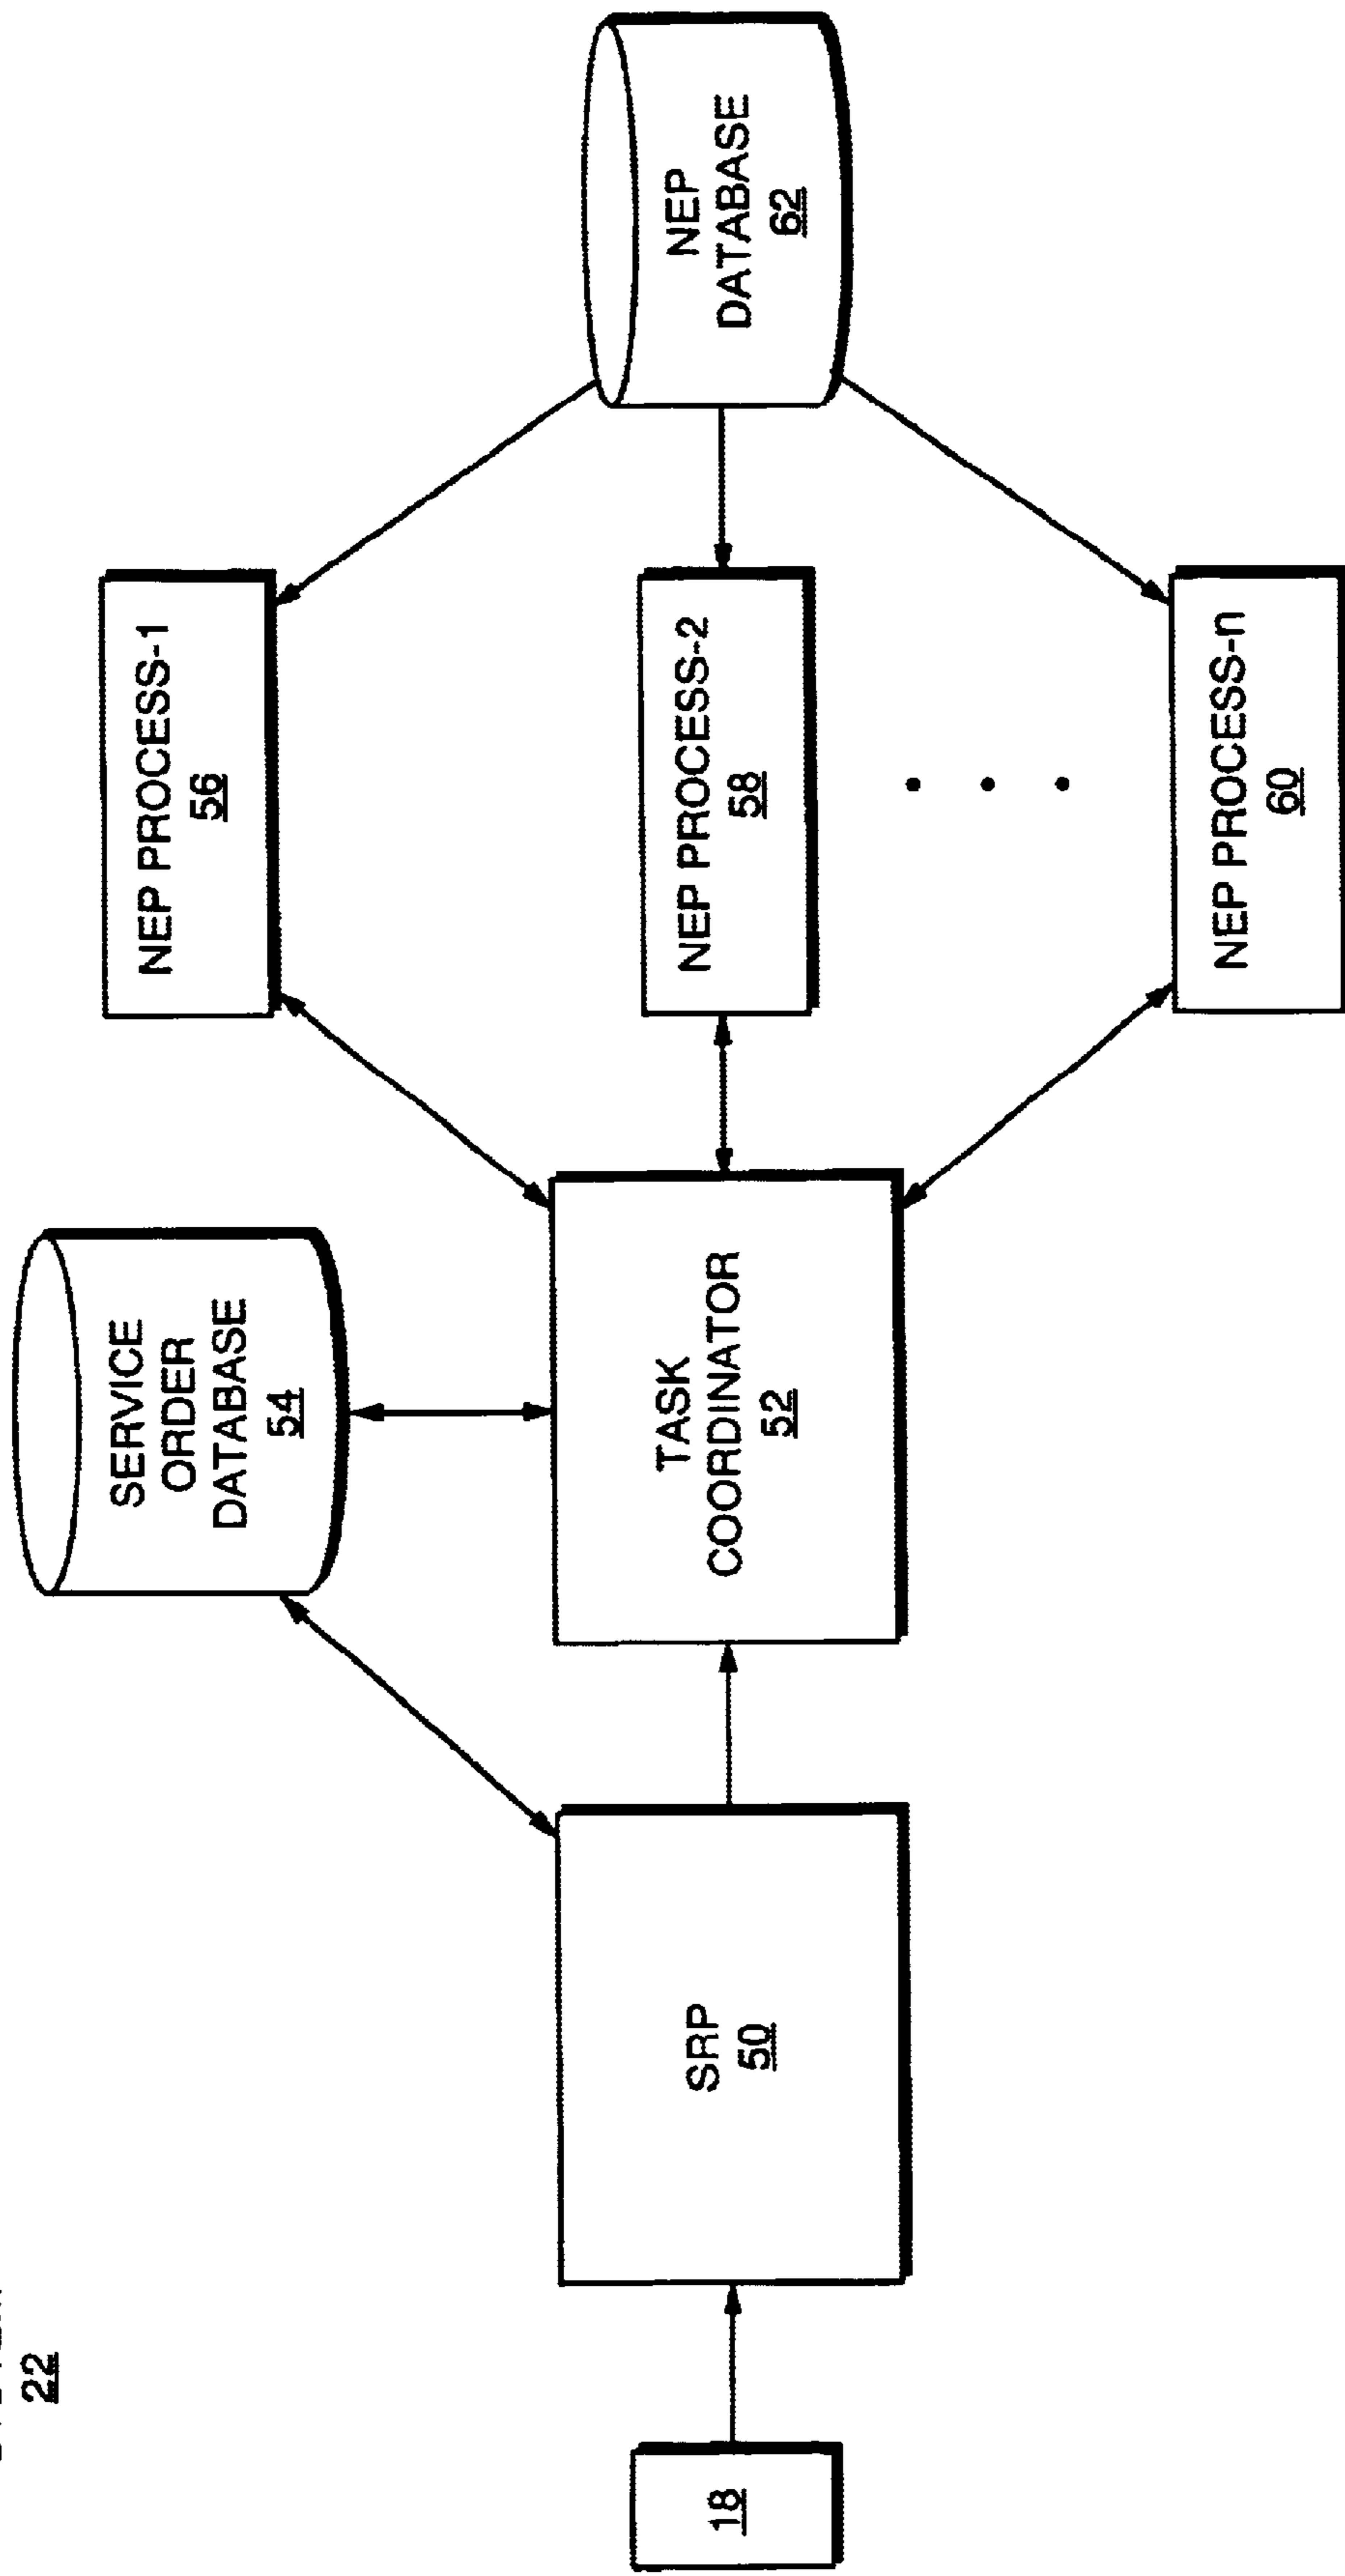 22
18
SRP
50
SERVICE
ORDER
DATABASE
54
TASK
COORDINATOR
52
NEP PROCESS-1
56
NEP PROCESS-2
58
NEP PROCESS-n
60
NEP
DATABASE
62